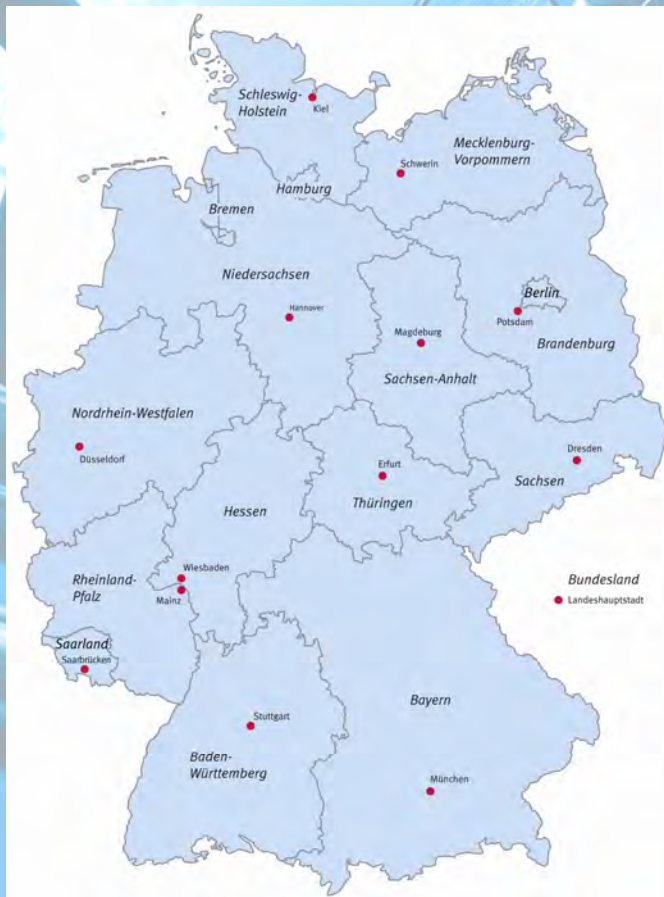 Schleswig-
Holstein
Kiel
Mecklenburg-
Vorpommern
Schwerin
Hamburg
Bremen
Niedersachsen
Hannover
Berlin
Potsdam
Brandenburg
Magdeburg
Sachsen-Anhalt
Nordrhein-Westfalen
Düsseldorf
Dresden
Sachsen
Erfurt
Thüringen
Hessen
Wiesbaden
Mainz
Rheinland-
Pfalz
Bundesland
Landeshauptstadt
Saarland
Saarbrücken
Bayern
Stuttgart
Baden-
Württemberg
München